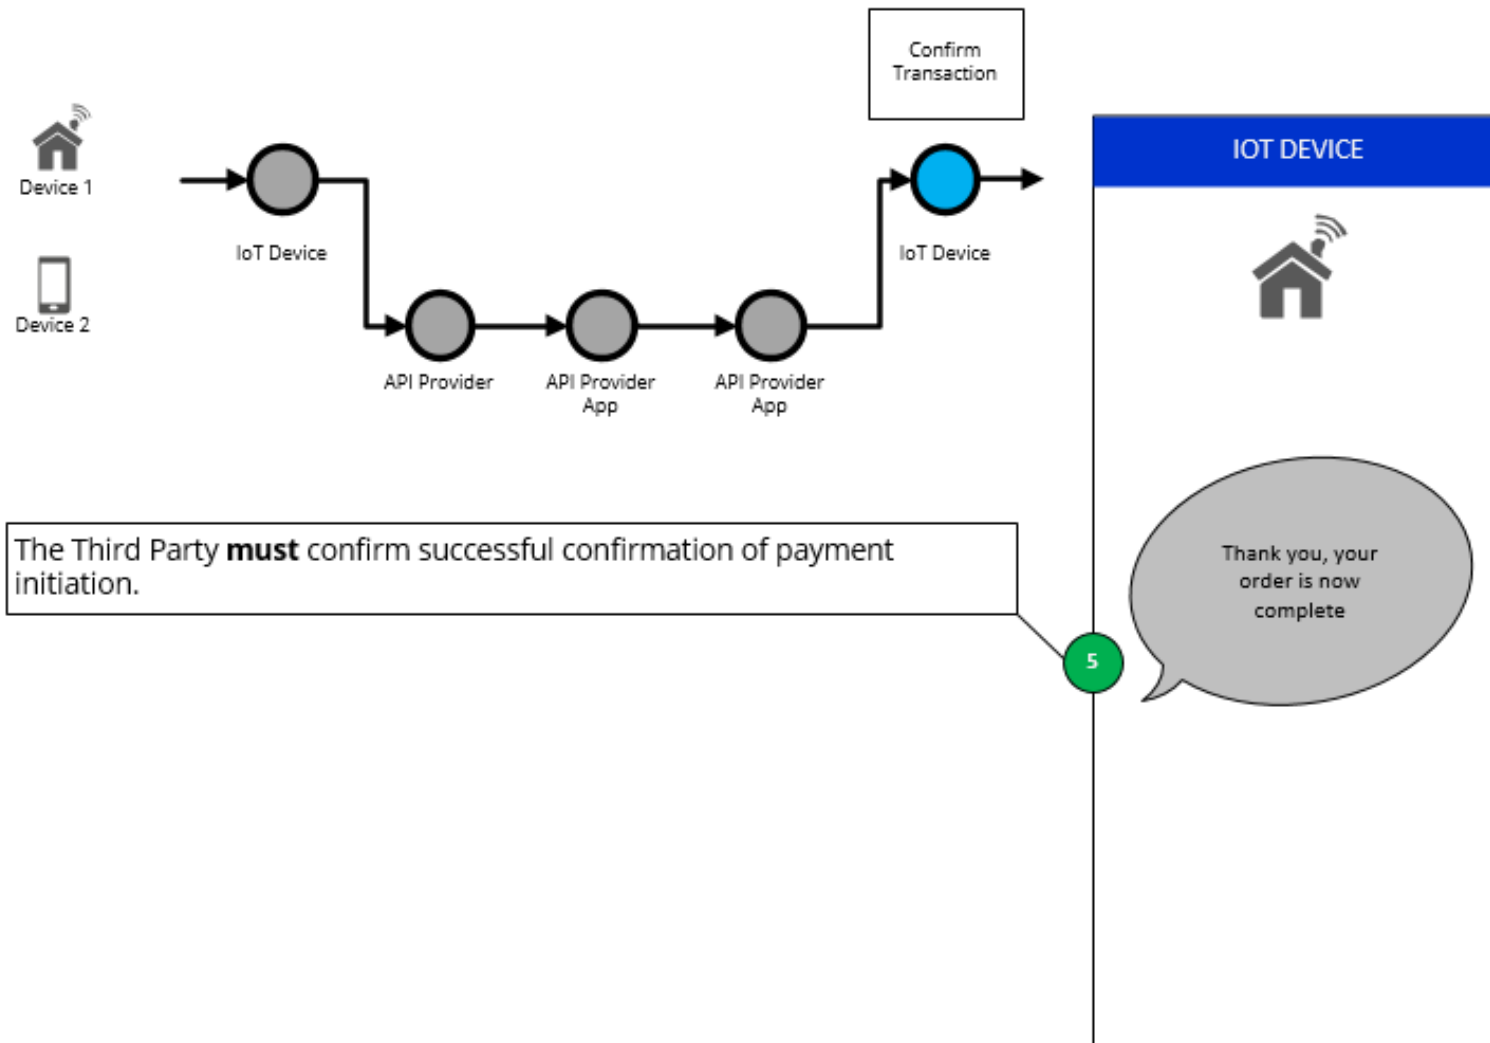 Confirm
Transaction
Device 1
IoT Device
IoT Device
Device 2
API Provider
API Provider
App
API Provider
App
The Third Party must confirm successful confirmation of payment
initiation.
5
IOT DEVICE
Thank you, your
order is now
complete